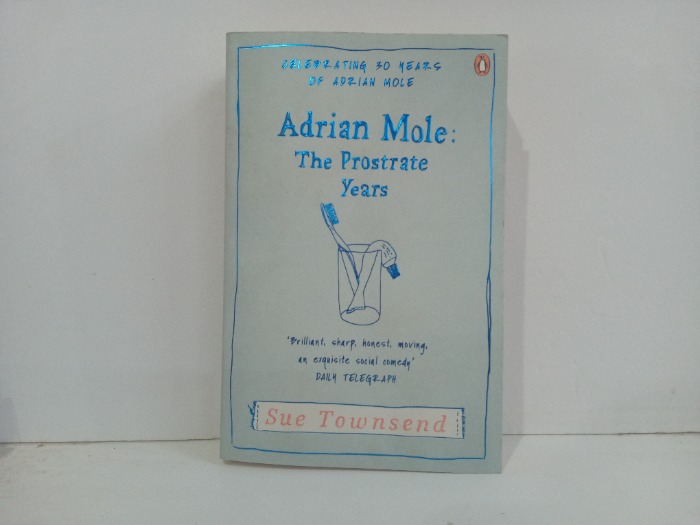 CELEBRATING 30 YEARS
OF ADRIAN MOLE
Adrian Mole:
The Prostrate
Years
'Brilliant, sharp, honest, moving,
an exquisite social comedy'
DAILY TELEGRAPH
Sue Townsend